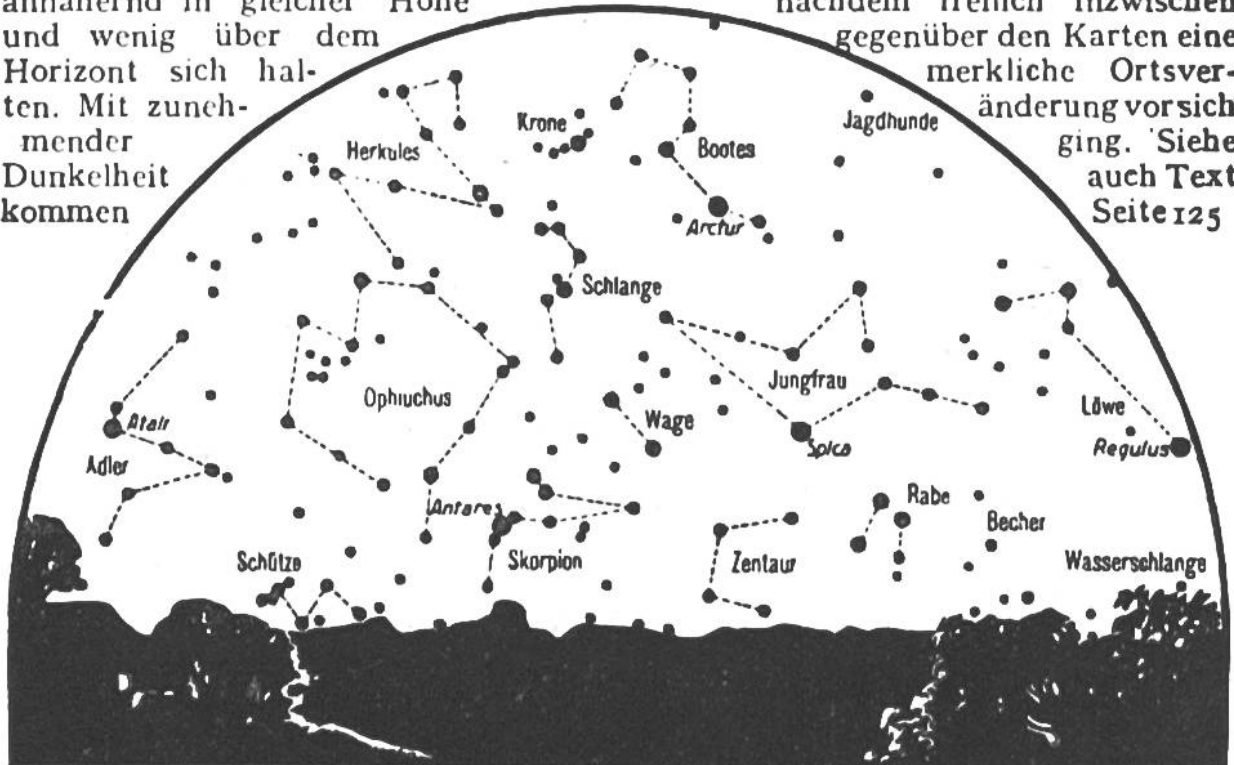 annähernd in gleicher Höhe
und wenig über dem
Horizont sich hal-
ten. Mit zuneh-
mender
Dunkelheit
kommen
nachdem freilich inzwischen
gegenüber den Karten eine
merkliche Ortsver-
änderung vor sich
ging. Siehe
auch Text
Seite 125
Herkules
Krone
Bootes
Jagdhunde
Arctur
Schlange
Ophiuchus
Jungfrau
Atair
Adler
Wage
Spica
Löwe
Regulus
Antares
Rabe
Becher
Schütze
Skorpion
Zentaur
Wasserschlange